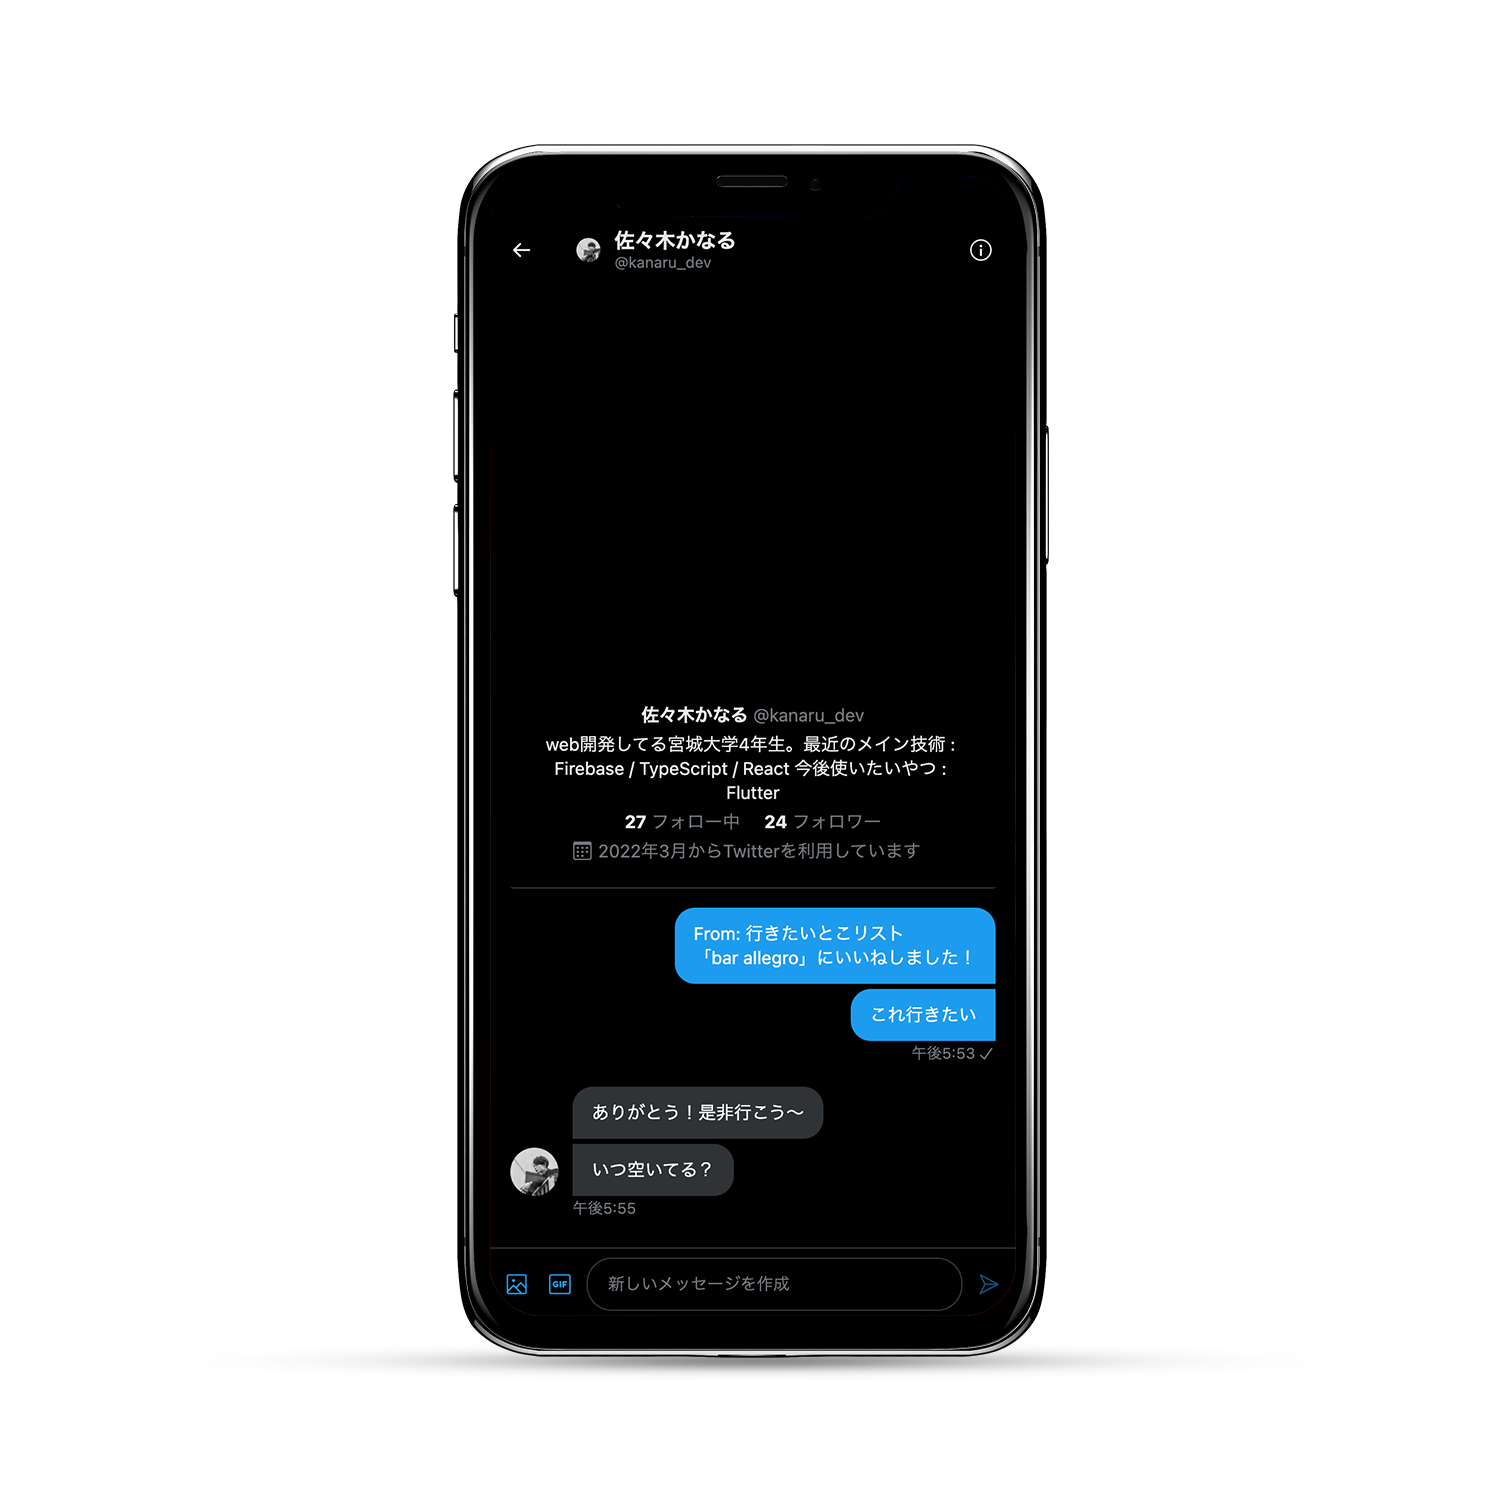 佐々木かなる
@kanaru_dev
佐々木かなる @kanaru_dev
web開発してる宮城大学4年生。最近のメイン技術：
Firebase / TypeScript / React 今後使いたいやつ：
Flutter
27 フォロー中 24 フォロワー
2022年3月からTwitterを利用しています
From: 行きたいとこリスト
「bar allegro」にいいねしました！
これ行きたい
午後5:53
ありがとう！是非行こう〜
いつ空いてる？
午後5:55
GIF
新しいメッセージを作成